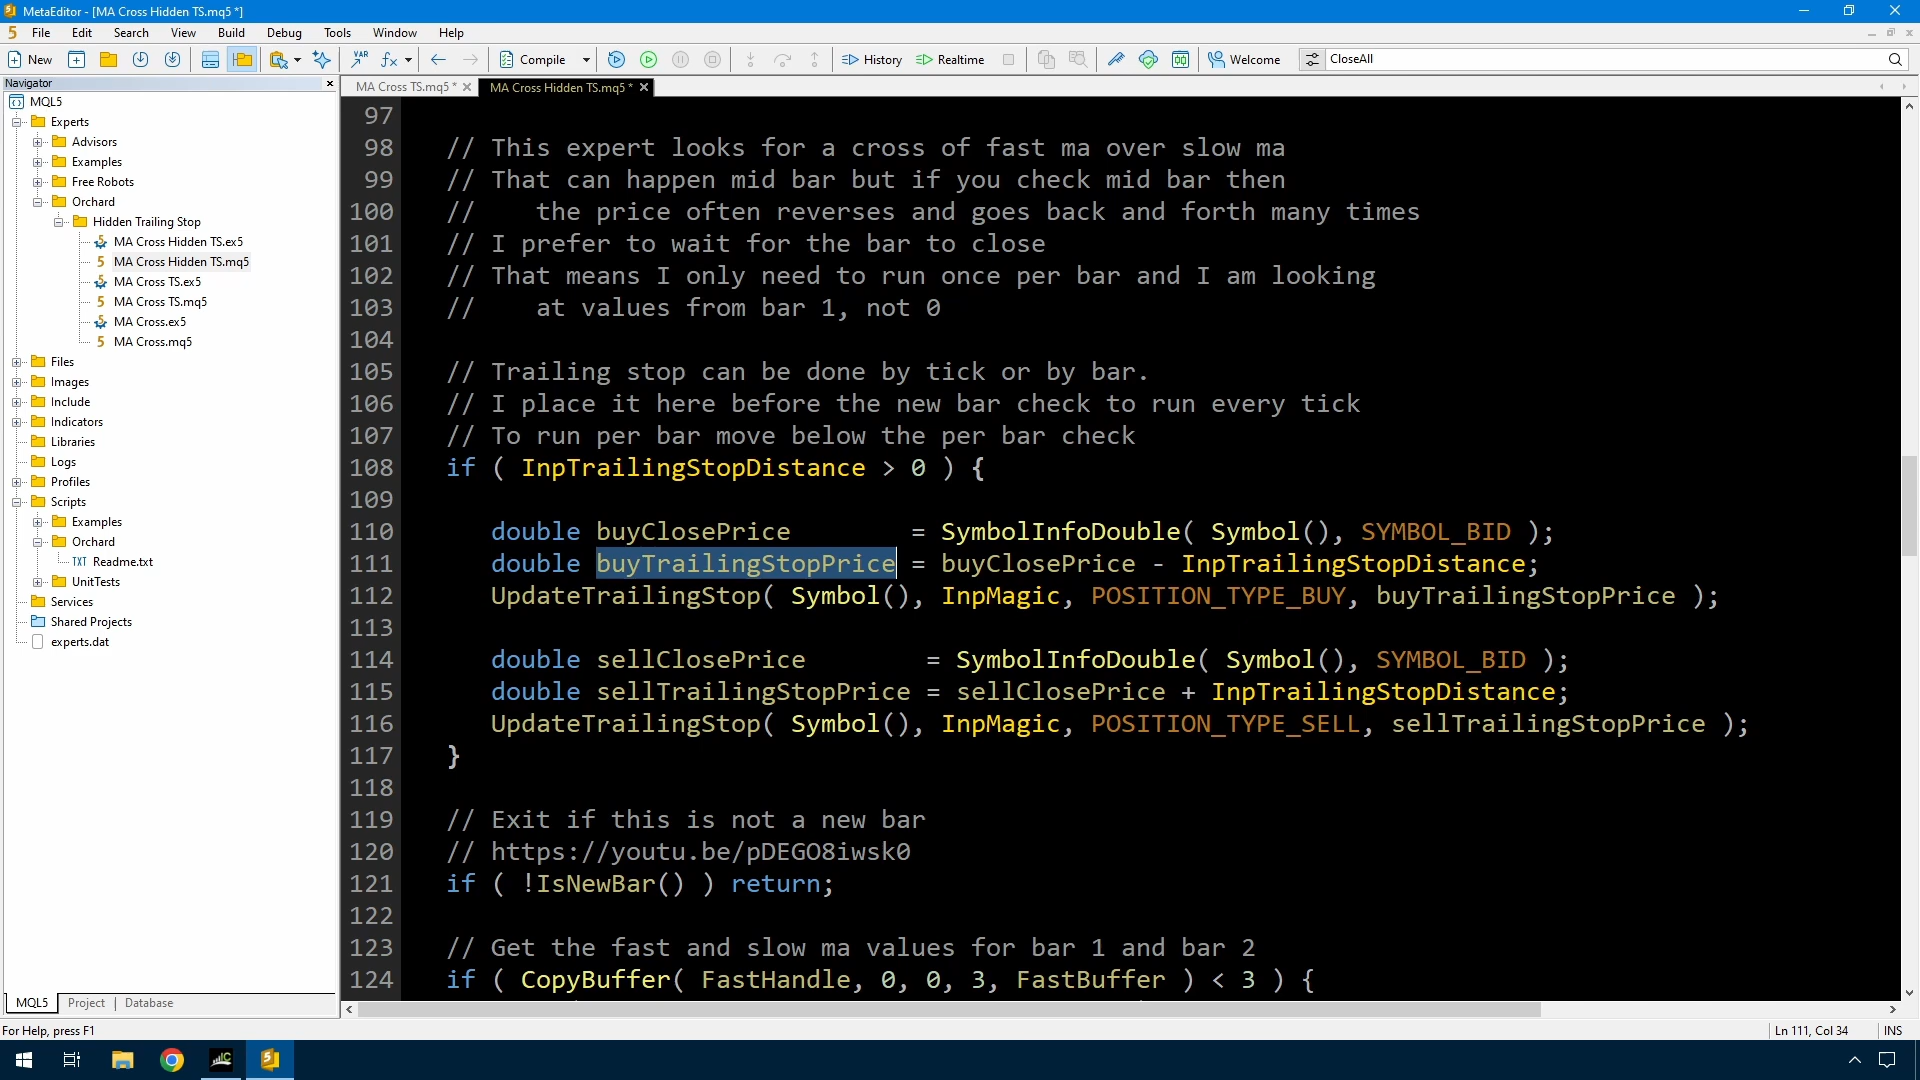 MetaEditor - [MA Cross Hidden TS.mq5 *]
File Edit Search View Build Debug Tools Window Help
New Compile History Realtime Welcome CloseAll
Navigator
MA Cross TS.mq5 * MA Cross Hidden TS.mq5 *
MQL5
Experts
Advisors
Examples
Free Robots
Orchard
Hidden Trailing Stop
MA Cross Hidden TS.ex5
MA Cross Hidden TS.mq5
MA Cross TS.ex5
MA Cross TS.mq5
MA Cross.ex5
MA Cross.mq5
Files
Images
Include
Indicators
Libraries
Logs
Profiles
Scripts
Examples
Orchard
TXT Readme.txt
UnitTests
Services
Shared Projects
experts.dat
MQL5 Project Database
97
98 // This expert looks for a cross of fast ma over slow ma
99 // That can happen mid bar but if you check mid bar then
100 // the price often reverses and goes back and forth many times
101 // I prefer to wait for the bar to close
102 // That means I only need to run once per bar and I am looking
103 // at values from bar 1, not 0
104
105 // Trailing stop can be done by tick or by bar.
106 // I place it here before the new bar check to run every tick
107 // To run per bar move below the per bar check
108 if ( InpTrailingStopDistance > 0 ) {
109
110 double buyClosePrice = SymbolInfoDouble( Symbol(), SYMBOL_BID );
111 double buyTrailingStopPrice = buyClosePrice - InpTrailingStopDistance;
112 UpdateTrailingStop( Symbol(), InpMagic, POSITION_TYPE_BUY, buyTrailingStopPrice );
113
114 double sellClosePrice = SymbolInfoDouble( Symbol(), SYMBOL_BID );
115 double sellTrailingStopPrice = sellClosePrice + InpTrailingStopDistance;
116 UpdateTrailingStop( Symbol(), InpMagic, POSITION_TYPE_SELL, sellTrailingStopPrice );
117 }
118
119 // Exit if this is not a new bar
120 // https://youtu.be/pDEGO8iwsk0
121 if ( !IsNewBar() ) return;
122
123 // Get the fast and slow ma values for bar 1 and bar 2
124 if ( CopyBuffer( FastHandle, 0, 0, 3, FastBuffer ) < 3 ) {
For Help, press F1 Ln 111, Col 34 INS